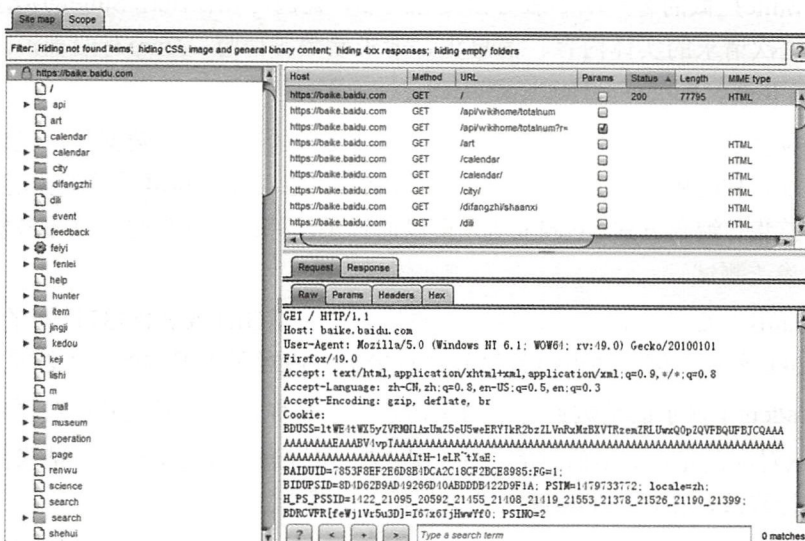 Site map Scope
Filter: Hiding not found items; hiding CSS, image and general binary content; hiding 4xx responses; hiding empty folders ?
https://baike.baidu.com
/
api
art
calendar
calendar
city
difangzhi
dili
event
feedback
feiyi
fenlei
help
hunter
item
jingji
kedou
keji
lishi
m
mall
museum
operation
page
renwu
science
search
search
shehui
Host Method URL Params Status Length MIME type
https://baike.baidu.com GET / 200 77795 HTML
https://baike.baidu.com GET /api/wikihome/totalnum
https://baike.baidu.com GET /api/wikihome/totalnum?r=
https://baike.baidu.com GET /art HTML
https://baike.baidu.com GET /calendar HTML
https://baike.baidu.com GET /calendar/ HTML
https://baike.baidu.com GET /city/ HTML
https://baike.baidu.com GET /difangzhi/shaanxi HTML
https://baike.baidu.com GET /dili HTML
Request Response
Raw Params Headers Hex
GET / HTTP/1.1
Host: baike.baidu.com
User-Agent: Mozilla/5.0 (Windows NT 6.1; WOW64; rv:49.0) Gecko/20100101
Firefox/49.0
Accept: text/html,application/xhtml+xml,application/xml;q=0.9,*/*;q=0.8
Accept-Language: zh-CN,zh;q=0.8,en-US;q=0.5,en;q=0.3
Accept-Encoding: gzip, deflate, br
Cookie:
BAIDUID=7853F8EF2E6D8B4DCA2C18CF2BCE8985:FG=1;
BIDUPSID=8D4D62B9AD49266D40ABDDDB422D9F1A; PSTM=1479733772; locale=zh;
H_PS_PSSID=1422_21095_20592_21455_21408_21419_21553_21378_21526_21190_21399;
BDRCVFR[feWj1Vr5u3D]=I67x6TjHwwYf0; PSINO=2
? < + > Type a search term 0 matches